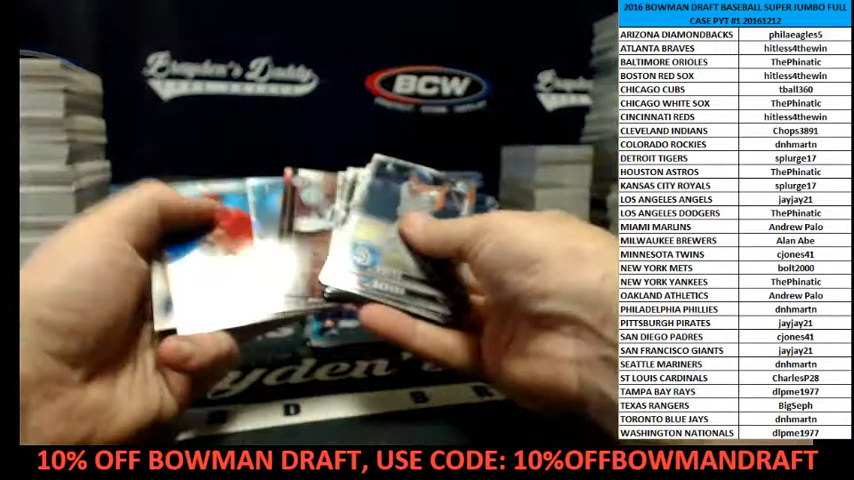 2016 BOWMAN DRAFT BASEBALL SUPER JUMBO FULL
CASE PYT #1 20161212
ARIZONA DIAMONDBACKS philaeagles5
ATLANTA BRAVES hitless4thewin
BALTIMORE ORIOLES ThePhinatic
BOSTON RED SOX hitless4thewin
CHICAGO CUBS tball360
CHICAGO WHITE SOX ThePhinatic
CINCINNATI REDS hitless4thewin
CLEVELAND INDIANS Chops3891
COLORADO ROCKIES dnhmartn
DETROIT TIGERS splurge17
HOUSTON ASTROS ThePhinatic
KANSAS CITY ROYALS splurge17
LOS ANGELES ANGELS jayjay21
LOS ANGELES DODGERS ThePhinatic
MIAMI MARLINS Andrew Palo
MILWAUKEE BREWERS Alan Abe
MINNESOTA TWINS cjones41
NEW YORK METS bolt2000
NEW YORK YANKEES ThePhinatic
OAKLAND ATHLETICS Andrew Palo
PHILADELPHIA PHILLIES dnhmartn
PITTSBURGH PIRATES jayjay21
SAN DIEGO PADRES cjones41
SAN FRANCISCO GIANTS jayjay21
SEATTLE MARINERS dnhmartn
ST LOUIS CARDINALS CharlesP28
TAMPA BAY RAYS dlpme1977
TEXAS RANGERS BigSeph
TORONTO BLUE JAYS dnhmartn
WASHINGTON NATIONALS dlpme1977
Brayden's Daddy
BCW
10% OFF BOWMAN DRAFT, USE CODE: 10%OFFBOWMANDRAFT